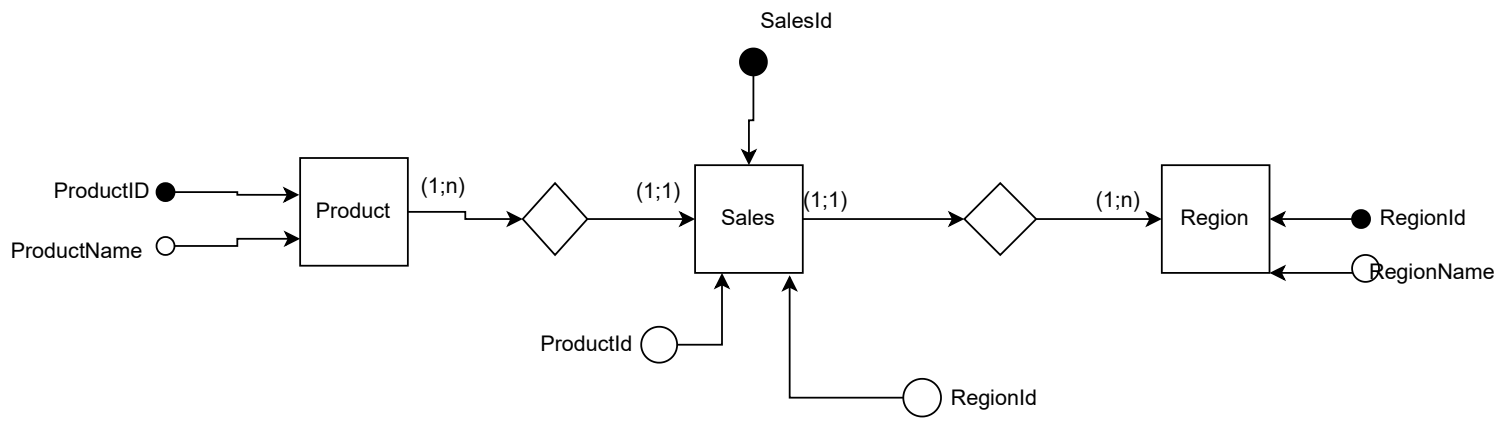 SalesId
ProductID
ProductName
Product
(1;n)
(1;1)
Sales
(1;1)
(1;n)
Region
RegionId
RegionName
ProductId
RegionId